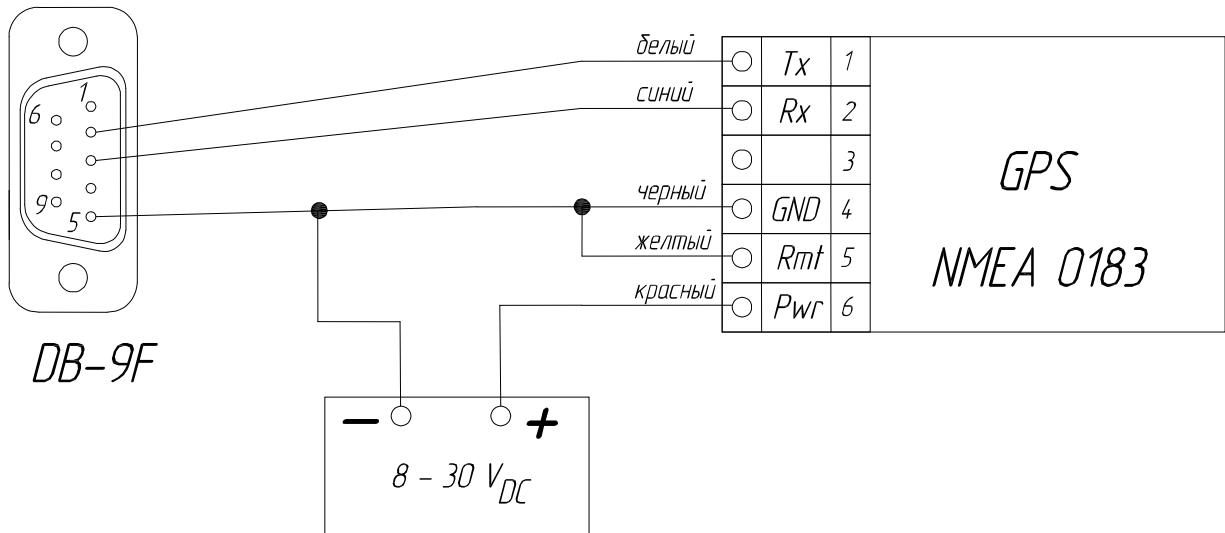 1
6
9
5
DB-9F
белый
синий
черный
желтый
красный
Tx 1
Rx 2
3
GND 4
Rmt 5
Pwr 6
GPS
NMEA 0183
− +
8 - 30 VDC